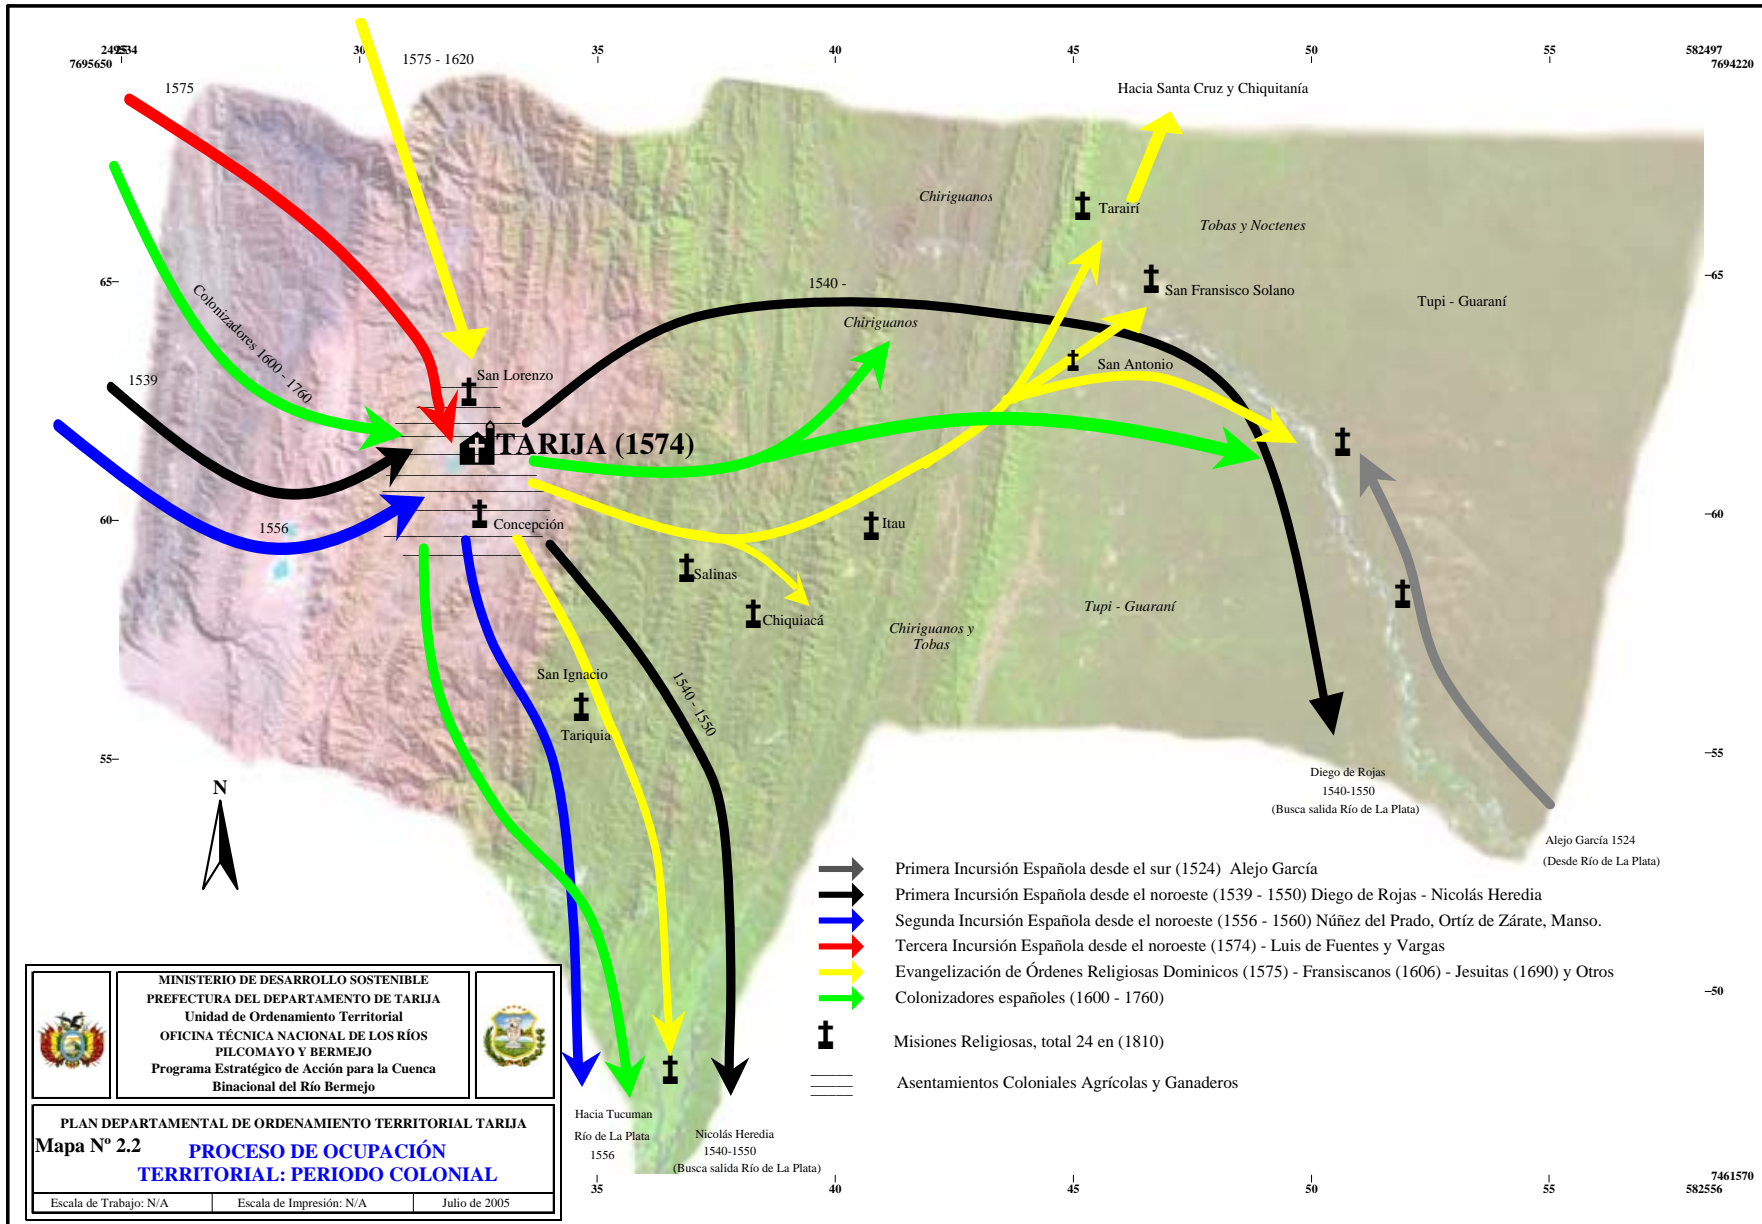 249534
7695650
30
35
40
45
50
55
582497
7694220
1575 - 1620
1575
Hacia Santa Cruz y Chiquitanía
Chiriguanos
Tarairí
Tobas y Noctenes
65
65
1540 -
San Fransisco Solano
Tupi - Guaraní
Colonizadores 1600 - 1760
Chiriguanos
San Antonio
1539
San Lorenzo
TARIJA (1574)
60
1556
Concepción
Itau
60
Salinas
Chiquiacá
Tupi - Guaraní
Chiriguanos y
Tobas
San Ignacio
Tariquia
1540 - 1550
55
55
N
Diego de Rojas
1540-1550
(Busca salida Río de La Plata)
Alejo García 1524
(Desde Río de La Plata)
Primera Incursión Española desde el sur (1524) Alejo García
Primera Incursión Española desde el noroeste (1539 - 1550) Diego de Rojas - Nicolás Heredia
Segunda Incursión Española desde el noroeste (1556 - 1560) Núñez del Prado, Ortíz de Zárate, Manso.
Tercera Incursión Española desde el noroeste (1574) - Luis de Fuentes y Vargas
Evangelización de Órdenes Religiosas Dominicos (1575) - Fransiscanos (1606) - Jesuitas (1690) y Otros
Colonizadores españoles (1600 - 1760)
50
Misiones Religiosas, total 24 en (1810)
Asentamientos Coloniales Agrícolas y Ganaderos
Hacia Tucuman
Río de La Plata
1556
Nicolás Heredia
1540-1550
(Busca salida Río de La Plata)
35
40
45
50
55
7461570
582556
MINISTERIO DE DESARROLLO SOSTENIBLE
PREFECTURA DEL DEPARTAMENTO DE TARIJA
Unidad de Ordenamiento Territorial
OFICINA TÉCNICA NACIONAL DE LOS RÍOS
PILCOMAYO Y BERMEJO
Programa Estratégico de Acción para la Cuenca
Binacional del Río Bermejo
PLAN DEPARTAMENTAL DE ORDENAMIENTO TERRITORIAL TARIJA
Mapa Nº 2.2
PROCESO DE OCUPACIÓN
TERRITORIAL: PERIODO COLONIAL
Escala de Trabajo: N/A
Escala de Impresión: N/A
Julio de 2005